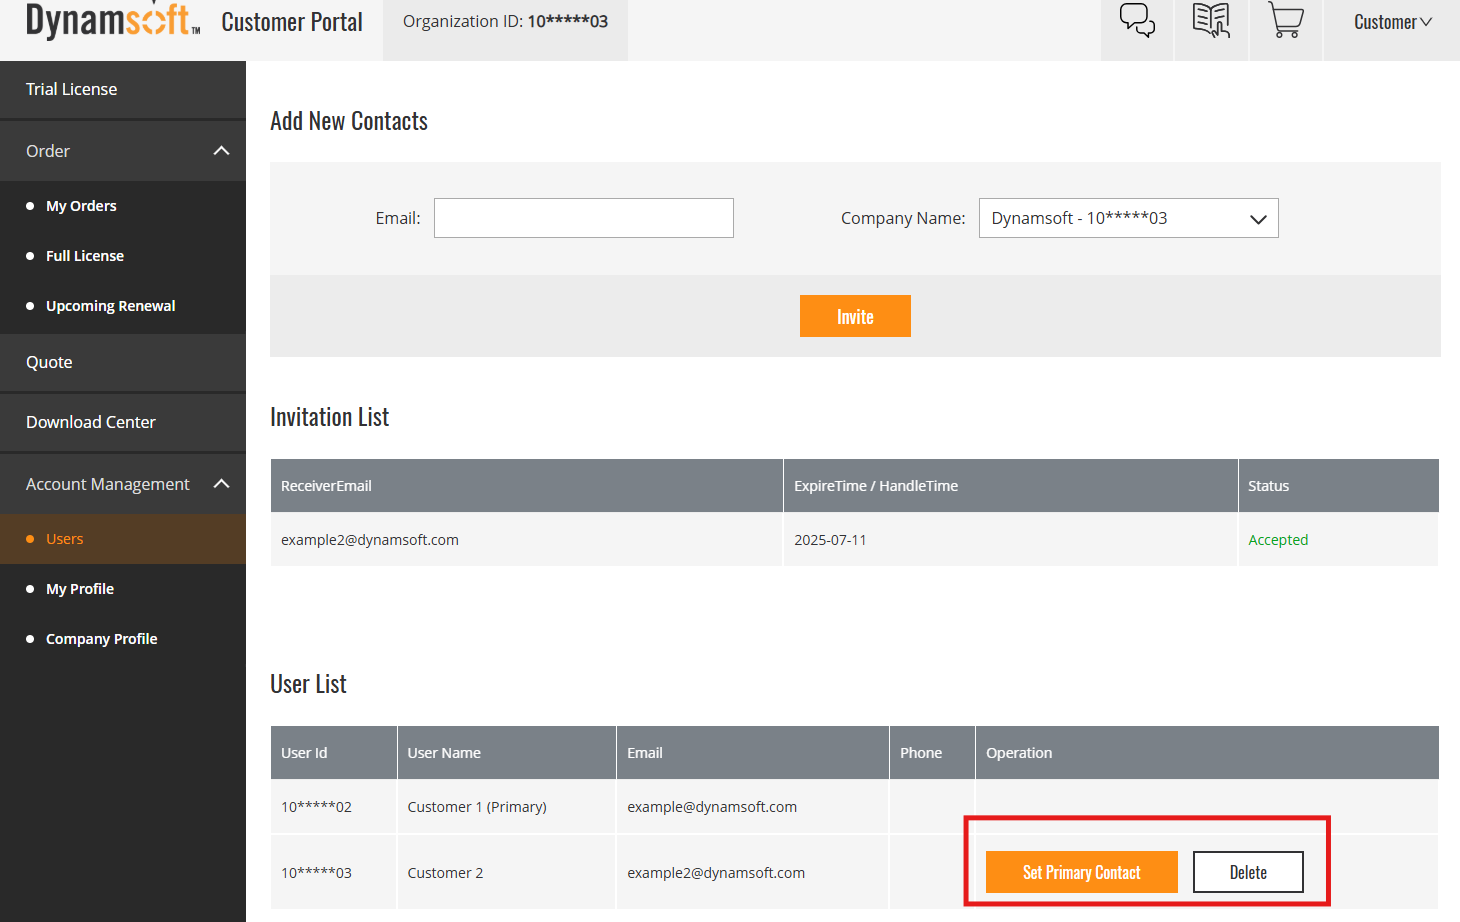 Dynamsoft™ Customer Portal
Organization ID: 10*****03
Customer
Trial License
Order
My Orders
Full License
Upcoming Renewal
Quote
Download Center
Account Management
Users
My Profile
Company Profile
Add New Contacts
Email:
Company Name: Dynamsoft - 10*****03
Invite
Invitation List
ReceiverEmail ExpireTime / HandleTime Status
example2@dynamsoft.com 2025-07-11 Accepted
User List
User Id User Name Email Phone Operation
10*****02 Customer 1 (Primary) example@dynamsoft.com
10*****03 Customer 2 example2@dynamsoft.com Set Primary Contact Delete